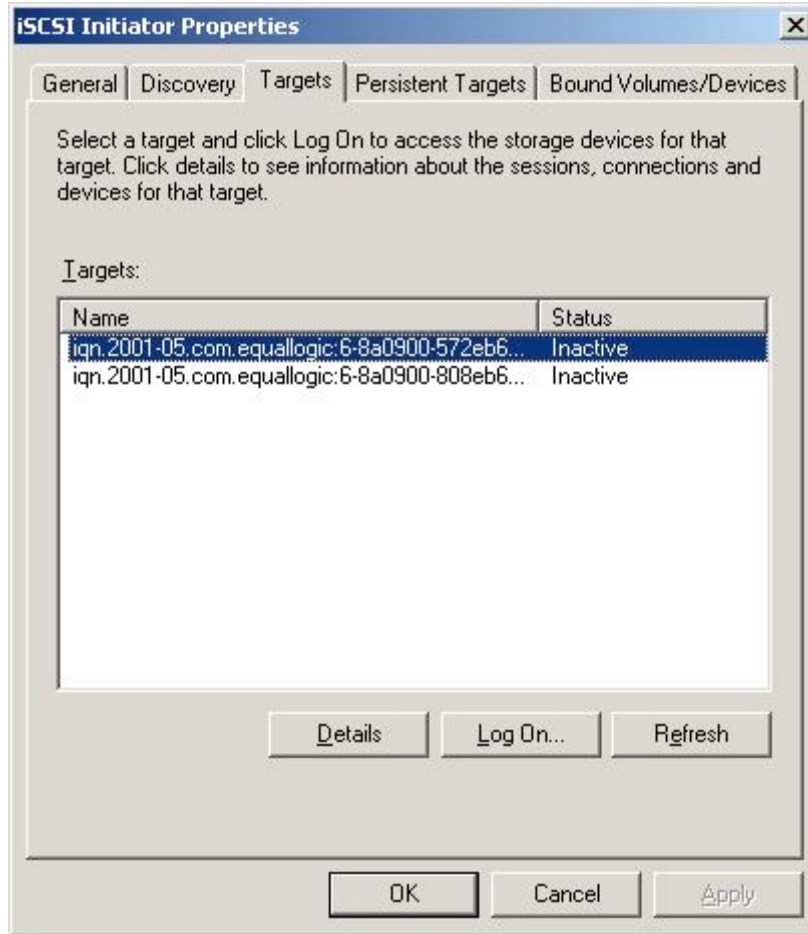 iSCSI Initiator Properties
General Discovery Targets Persistent Targets Bound Volumes/Devices
Select a target and click Log On to access the storage devices for that
target. Click details to see information about the sessions, connections and
devices for that target.
Targets:
Name Status
iqn.2001-05.com.equallogic:6-8a0900-572eb6... Inactive
iqn.2001-05.com.equallogic:6-8a0900-808eb6... Inactive
Details Log On... Refresh
OK Cancel Apply